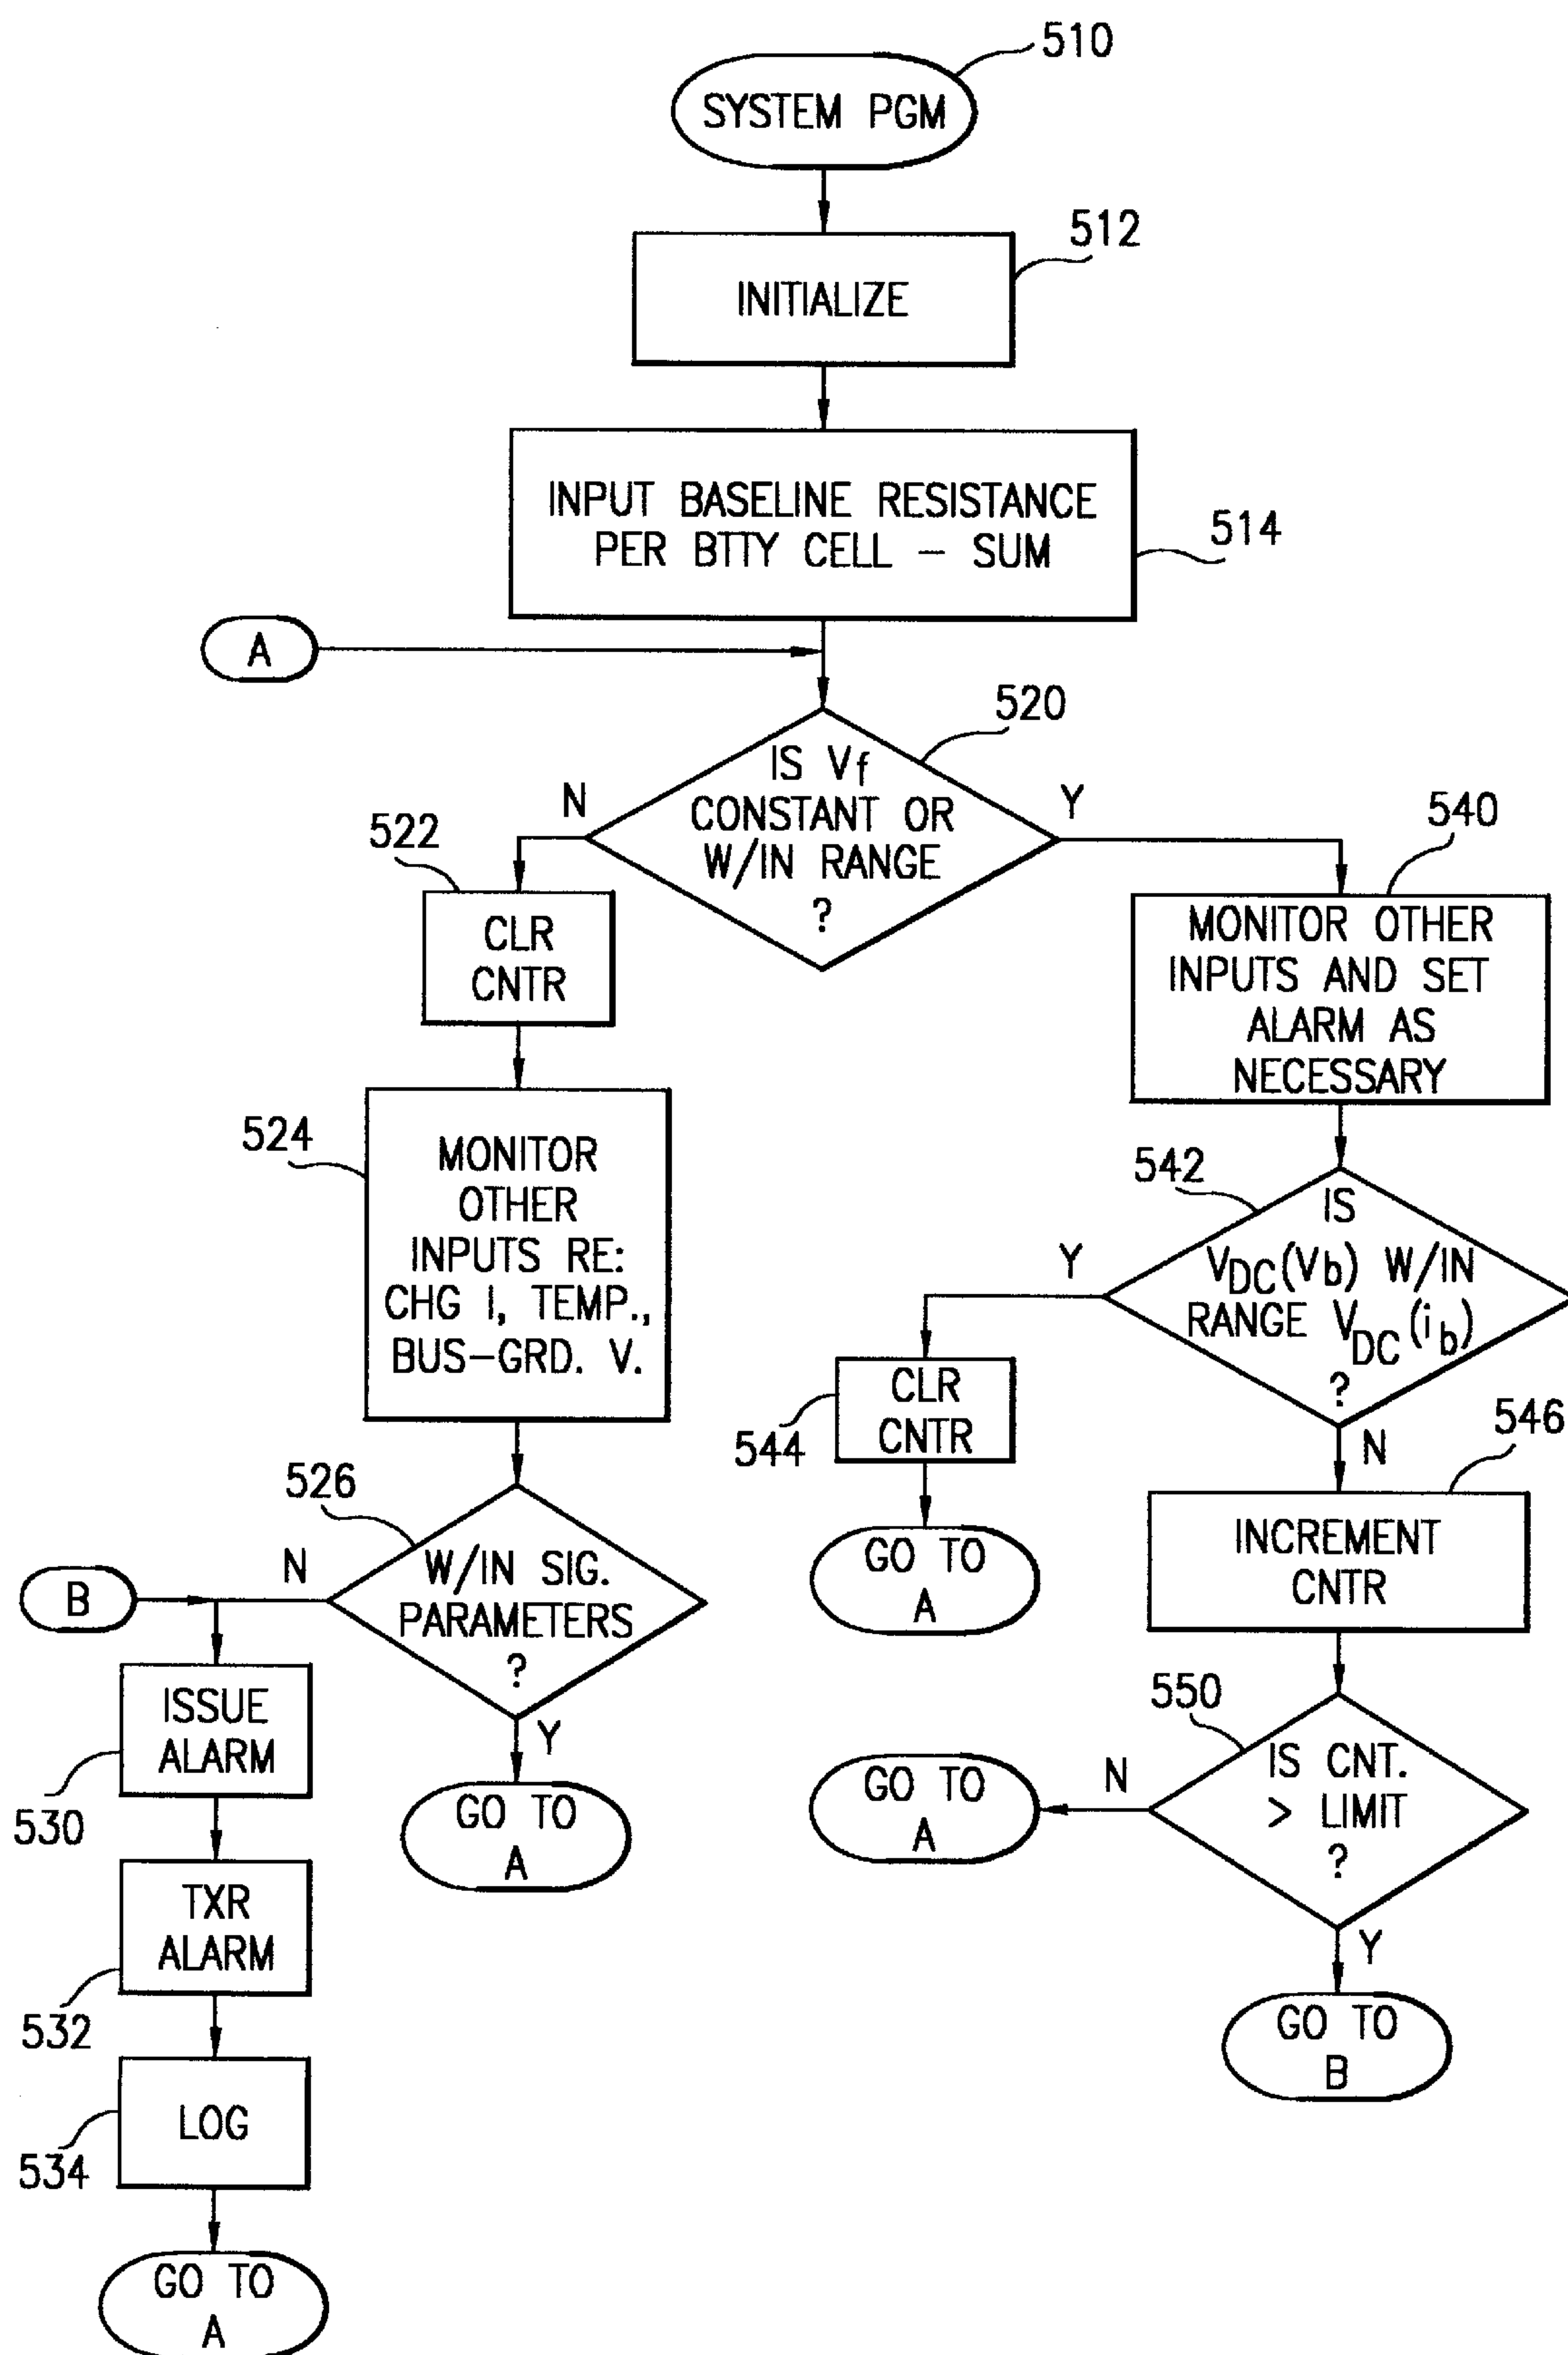 510
SYSTEM PGM
512
INITIALIZE
INPUT BASELINE RESISTANCE
PER BTTY CELL – SUM
514
A
520
IS Vf
CONSTANT OR
W/IN RANGE
?
N
Y
522
CLR
CNTR
540
MONITOR OTHER
INPUTS AND SET
ALARM AS
NECESSARY
524
MONITOR
OTHER
INPUTS RE:
CHG I, TEMP.,
BUS–GRD. V.
542
IS
VDC(Vb) W/IN
RANGE VDC(ib)
?
Y
N
544
CLR
CNTR
GO TO
A
546
INCREMENT
CNTR
526
W/IN SIG.
PARAMETERS
?
N
Y
B
GO TO
A
530
ISSUE
ALARM
532
TXR
ALARM
534
LOG
GO TO
A
550
IS CNT.
> LIMIT
?
N
GO TO
A
Y
GO TO
B